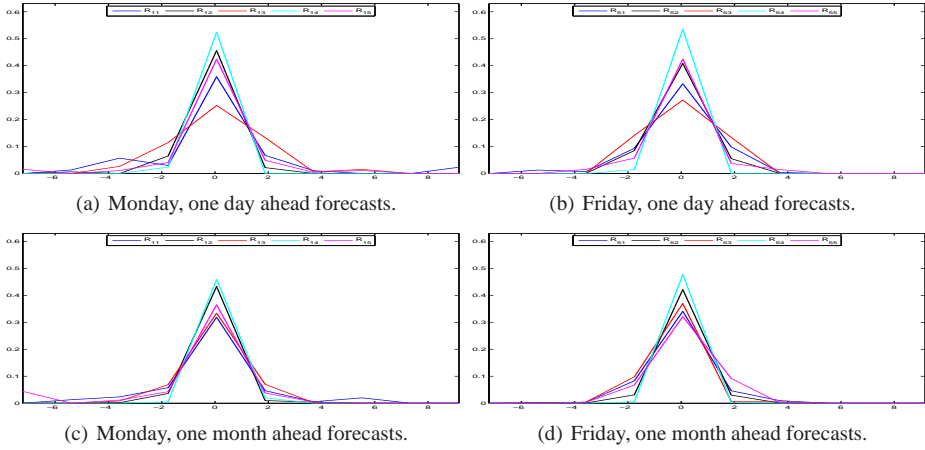 R11 R12 R13 R14 R15
0.6
0.5
0.4
0.3
0.2
0.1
0
−6 −4 −2 0 2 4 6 8
(a) Monday, one day ahead forecasts.
R51 R52 R53 R54 R55
0.6
0.5
0.4
0.3
0.2
0.1
0
−6 −4 −2 0 2 4 6 8
(b) Friday, one day ahead forecasts.
R11 R12 R13 R14 R15
0.6
0.5
0.4
0.3
0.2
0.1
0
−6 −4 −2 0 2 4 6 8
(c) Monday, one month ahead forecasts.
R51 R52 R53 R54 R55
0.6
0.5
0.4
0.3
0.2
0.1
0
−6 −4 −2 0 2 4 6 8
(d) Friday, one month ahead forecasts.